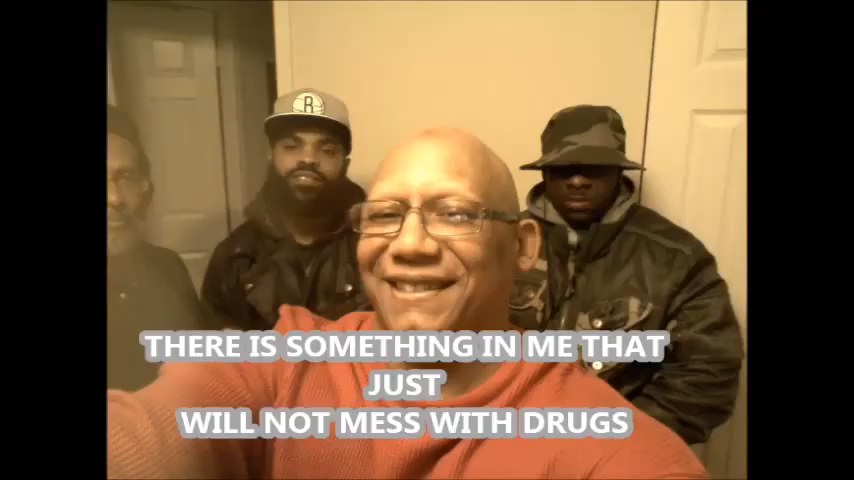 R
THERE IS SOMETHING IN ME THAT
JUST
WILL NOT MESS WITH DRUGS